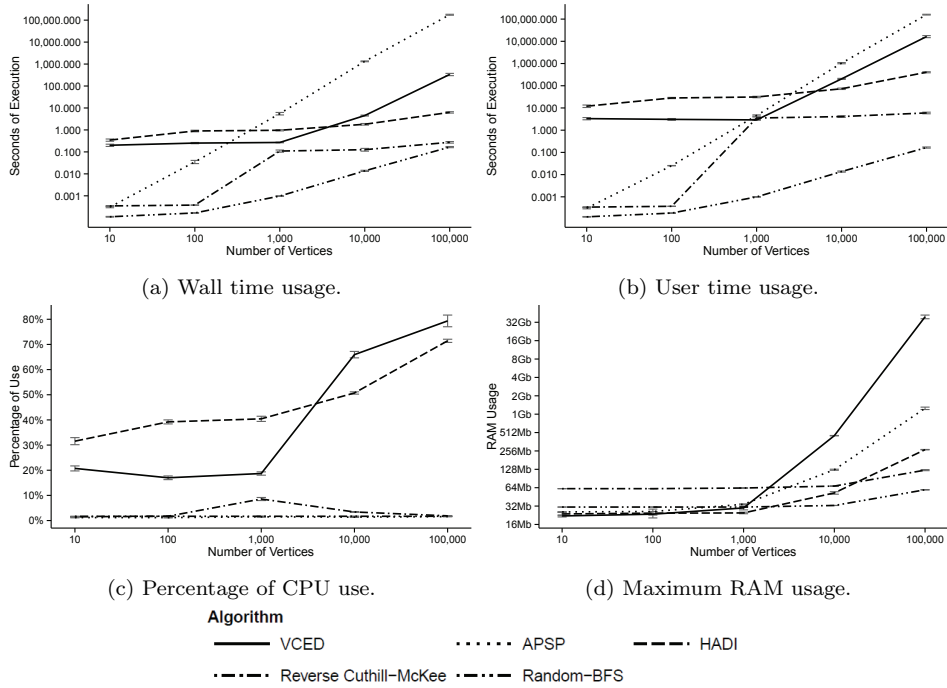 100,000.000
10,000.000
1,000.000
100.000
10.000
1.000
0.100
0.010
0.001
Seconds of Execution
10
100
1,000
10,000
100,000
Number of Vertices
(a) Wall time usage.
100,000.000
10,000.000
1,000.000
100.000
10.000
1.000
0.100
0.010
0.001
Seconds of Execution
10
100
1,000
10,000
100,000
Number of Vertices
(b) User time usage.
80%
70%
60%
50%
40%
30%
20%
10%
0%
Percentage of Use
10
100
1,000
10,000
100,000
Number of Vertices
(c) Percentage of CPU use.
32Gb
16Gb
8Gb
4Gb
2Gb
1Gb
512Mb
256Mb
128Mb
64Mb
32Mb
16Mb
RAM Usage
10
100
1,000
10,000
100,000
Number of Vertices
(d) Maximum RAM usage.
Algorithm
VCED
APSP
HADI
Reverse Cuthill−McKee
Random−BFS